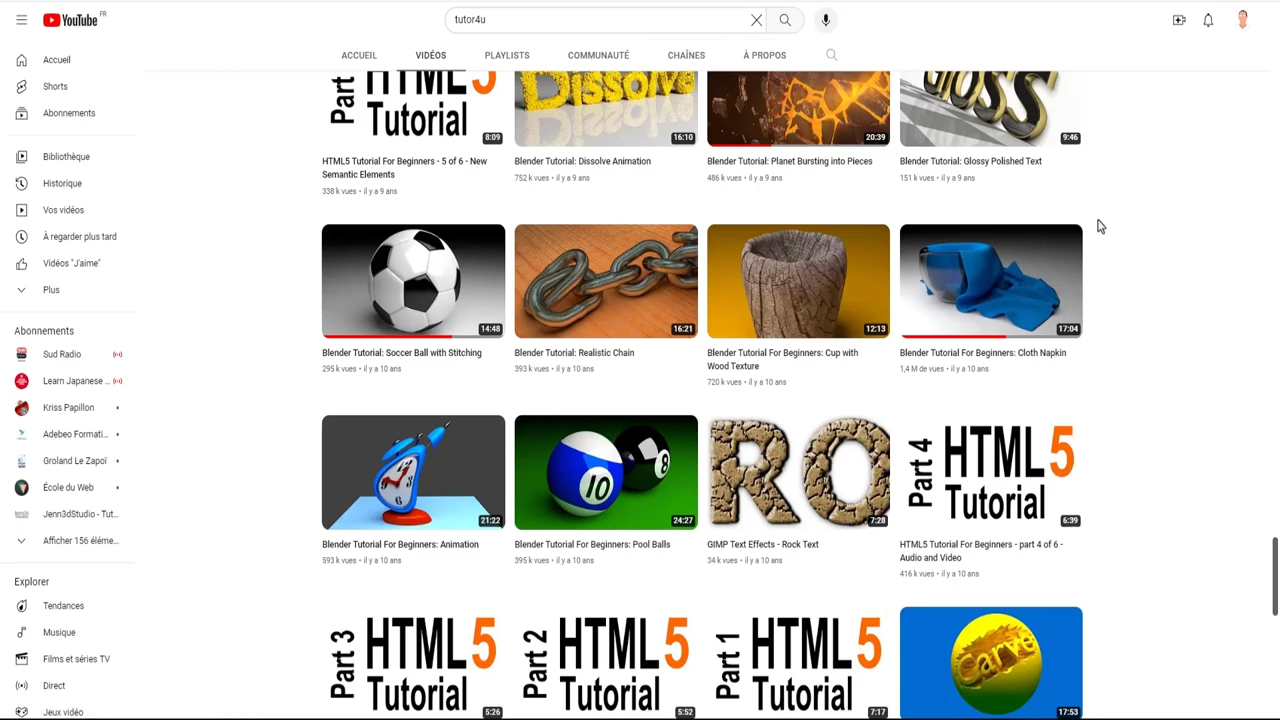 YouTube FR
tutor4u
ACCUEIL
VIDÉOS
PLAYLISTS
COMMUNAUTÉ
CHAÎNES
À PROPOS
Accueil
Shorts
Abonnements
Bibliothèque
Historique
Vos vidéos
À regarder plus tard
Vidéos "J'aime"
Plus
Abonnements
Sud Radio
Learn Japanese ...
Kriss Papillon
Adebeo Formati...
Groland Le Zapoï
École du Web
Jenn3dStudio - Tut...
Afficher 156 éléme...
Explorer
Tendances
Musique
Films et séries TV
Direct
Jeux vidéo
Part
HTML5
Tutorial
8:09
HTML5 Tutorial For Beginners - 5 of 6 - New
Semantic Elements
338 k vues • il y a 9 ans
Dissolve
16:10
Blender Tutorial: Dissolve Animation
752 k vues • il y a 9 ans
20:39
Blender Tutorial: Planet Bursting into Pieces
486 k vues • il y a 9 ans
GLOSS
9:46
Blender Tutorial: Glossy Polished Text
151 k vues • il y a 9 ans
14:48
Blender Tutorial: Soccer Ball with Stitching
295 k vues • il y a 10 ans
16:21
Blender Tutorial: Realistic Chain
393 k vues • il y a 10 ans
12:13
Blender Tutorial For Beginners: Cup with
Wood Texture
720 k vues • il y a 10 ans
17:04
Blender Tutorial For Beginners: Cloth Napkin
1,4 M de vues • il y a 10 ans
21:22
Blender Tutorial For Beginners: Animation
593 k vues • il y a 10 ans
10
8
24:27
Blender Tutorial For Beginners: Pool Balls
395 k vues • il y a 10 ans
RO
7:28
GIMP Text Effects - Rock Text
34 k vues • il y a 10 ans
Part 4
HTML5
Tutorial
6:39
HTML5 Tutorial For Beginners - part 4 of 6 -
Audio and Video
416 k vues • il y a 10 ans
Part 3
HTML5
Tutorial
5:26
Part 2
HTML5
Tutorial
5:52
Part 1
HTML5
Tutorial
7:17
Carve
17:53